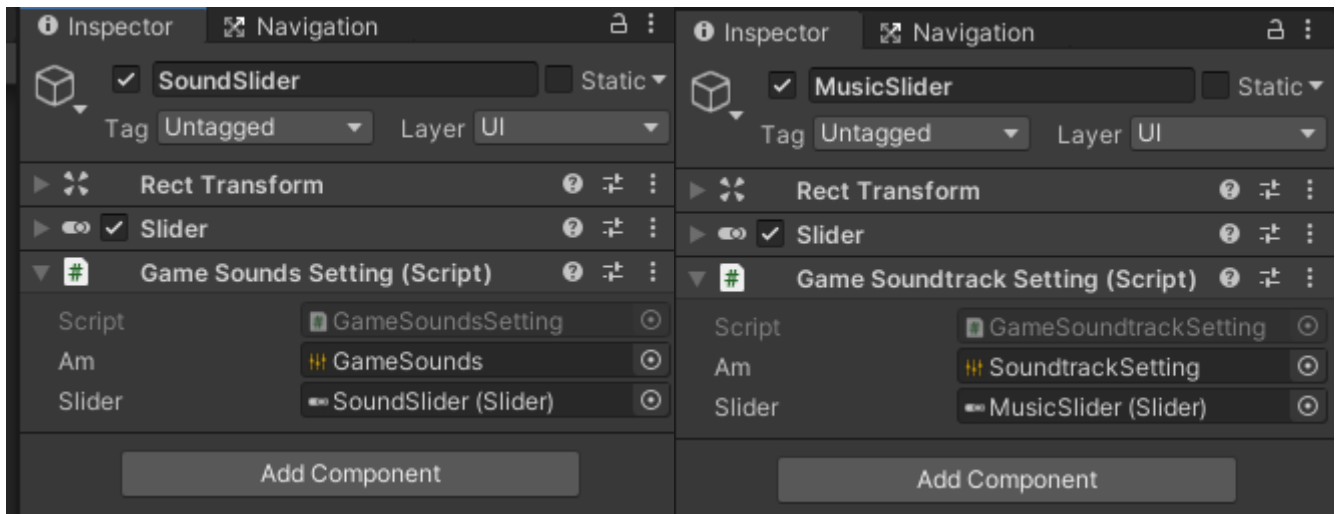 Inspector Navigation
SoundSlider Static
Tag Untagged Layer UI
Rect Transform
Slider
Game Sounds Setting (Script)
Script GameSoundsSetting
Am GameSounds
Slider SoundSlider (Slider)
Add Component
Inspector Navigation
MusicSlider Static
Tag Untagged Layer UI
Rect Transform
Slider
Game Soundtrack Setting (Script)
Script GameSoundtrackSetting
Am SoundtrackSetting
Slider MusicSlider (Slider)
Add Component